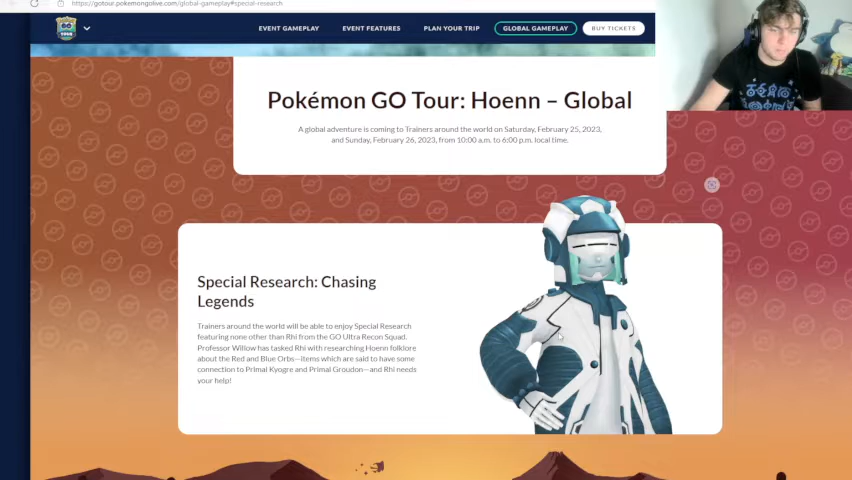 https://gotour.pokemongolive.com/global-gameplay#special-research
GO
TOUR
EVENT GAMEPLAY
EVENT FEATURES
PLAN YOUR TRIP
GLOBAL GAMEPLAY
BUY TICKETS
Pokémon GO Tour: Hoenn – Global
A global adventure is coming to Trainers around the world on Saturday, February 25, 2023,
and Sunday, February 26, 2023, from 10:00 a.m. to 6:00 p.m. local time.
Special Research: Chasing
Legends
Trainers around the world will be able to enjoy Special Research
featuring none other than Rhi from the GO Ultra Recon Squad.
Professor Willow has tasked Rhi with researching Hoenn folklore
about the Red and Blue Orbs—items which are said to have some
connection to Primal Kyogre and Primal Groudon—and Rhi needs
your help!